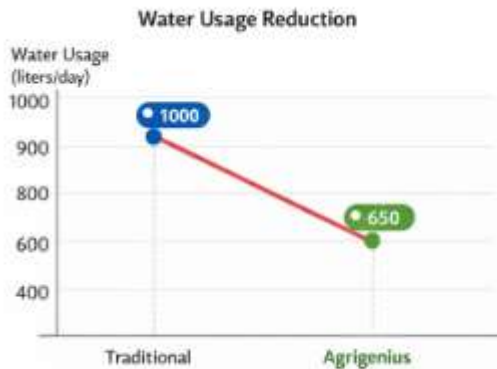 Water Usage Reduction
Water Usage
(liters/day)
1000
1000
900
800
650
600
400
Traditional
Agrigenius